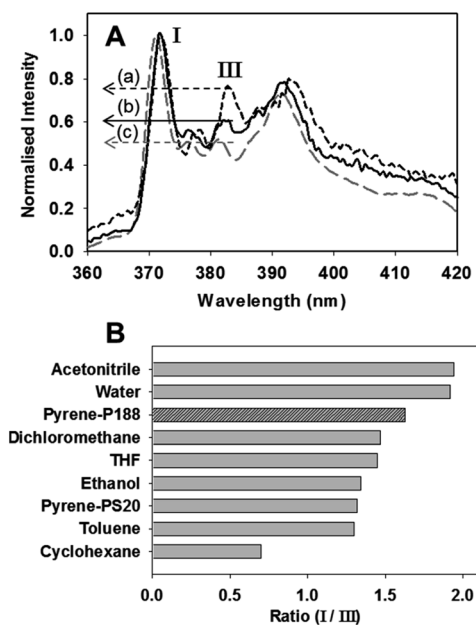 A
I
III
(a)
(b)
(c)
Normalised Intensity
1.0
0.8
0.6
0.4
0.2
0.0
360 370 380 390 400 410 420
Wavelength (nm)
B
Acetonitrile
Water
Pyrene-P188
Dichloromethane
THF
Ethanol
Pyrene-PS20
Toluene
Cyclohexane
0.0 0.5 1.0 1.5 2.0
Ratio (I / III)